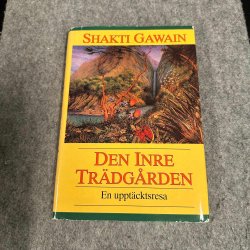 SHAKTI GAWAIN
DEN INRE
TRÄDGÅRDEN
En upptäcktsresa